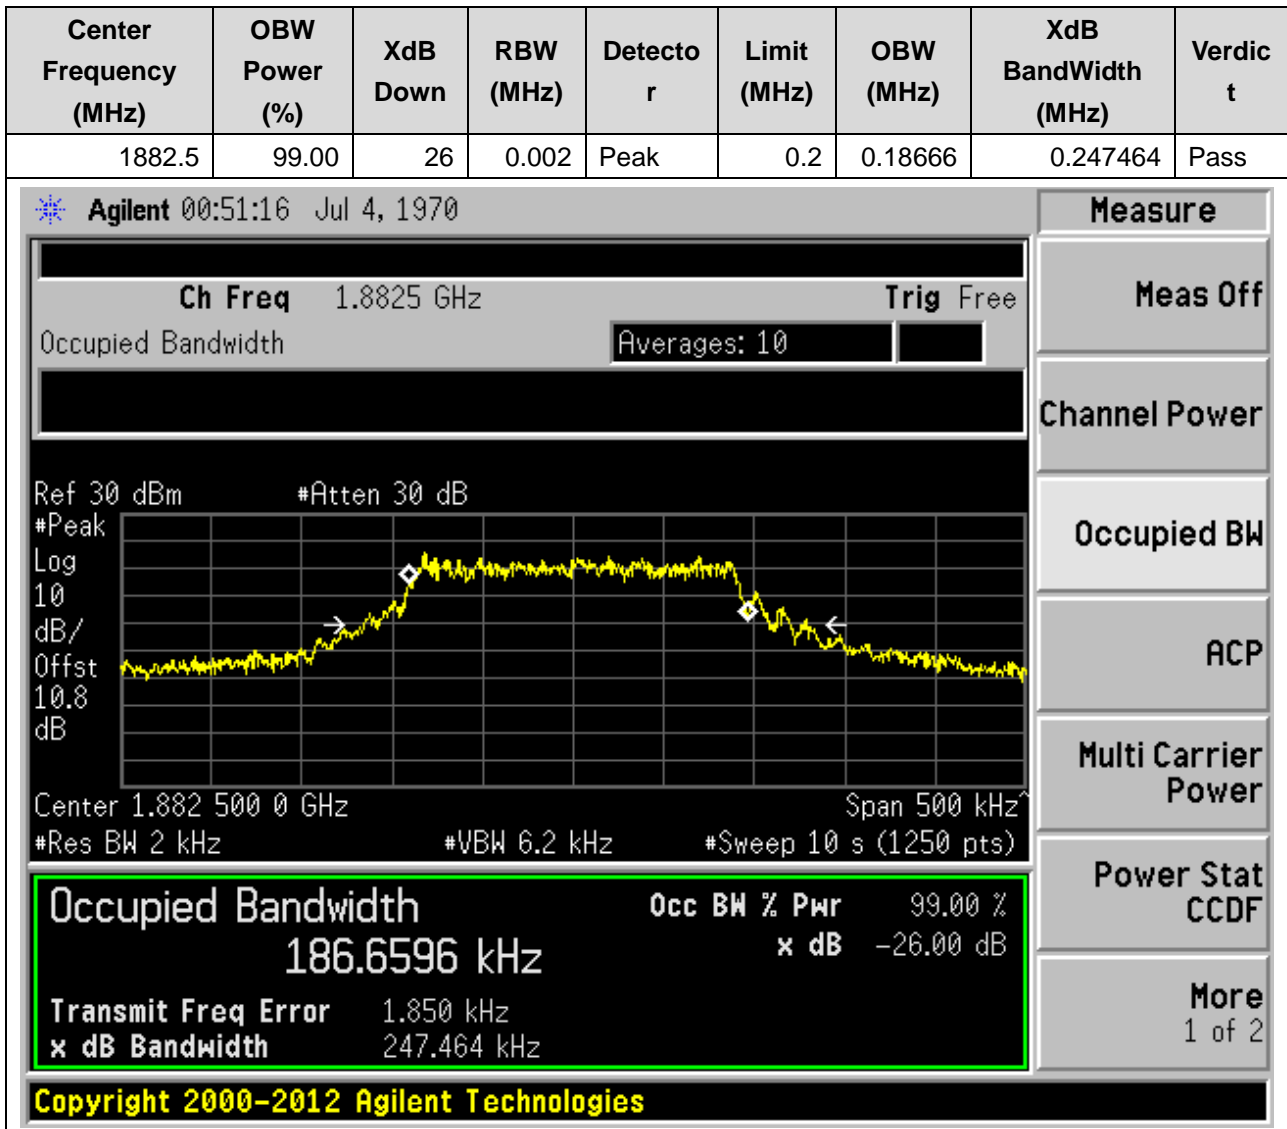 Center Frequency (MHz) OBW Power (%) XdB Down RBW (MHz) Detecto r Limit (MHz) OBW (MHz) XdB BandWidth (MHz) Verdic t
1882.5 99.00 26 0.002 Peak 0.2 0.18666 0.247464 Pass
Agilent 00:51:16 Jul 4, 1970
Measure
Ch Freq 1.8825 GHz Trig Free
Meas Off
Occupied Bandwidth Averages: 10
Channel Power
Ref 30 dBm #Atten 30 dB
#Peak
Log
10
dB/
Offst
10.8
dB
Occupied BW
ACP
Multi Carrier
Power
Center 1.882 500 0 GHz Span 500 kHz^
#Res BW 2 kHz #VBW 6.2 kHz #Sweep 10 s (1250 pts)
Power Stat
CCDF
Occupied Bandwidth Occ BW % Pwr 99.00 %
186.6596 kHz x dB -26.00 dB
Transmit Freq Error 1.850 kHz
x dB Bandwidth 247.464 kHz
More
1 of 2
Copyright 2000-2012 Agilent Technologies